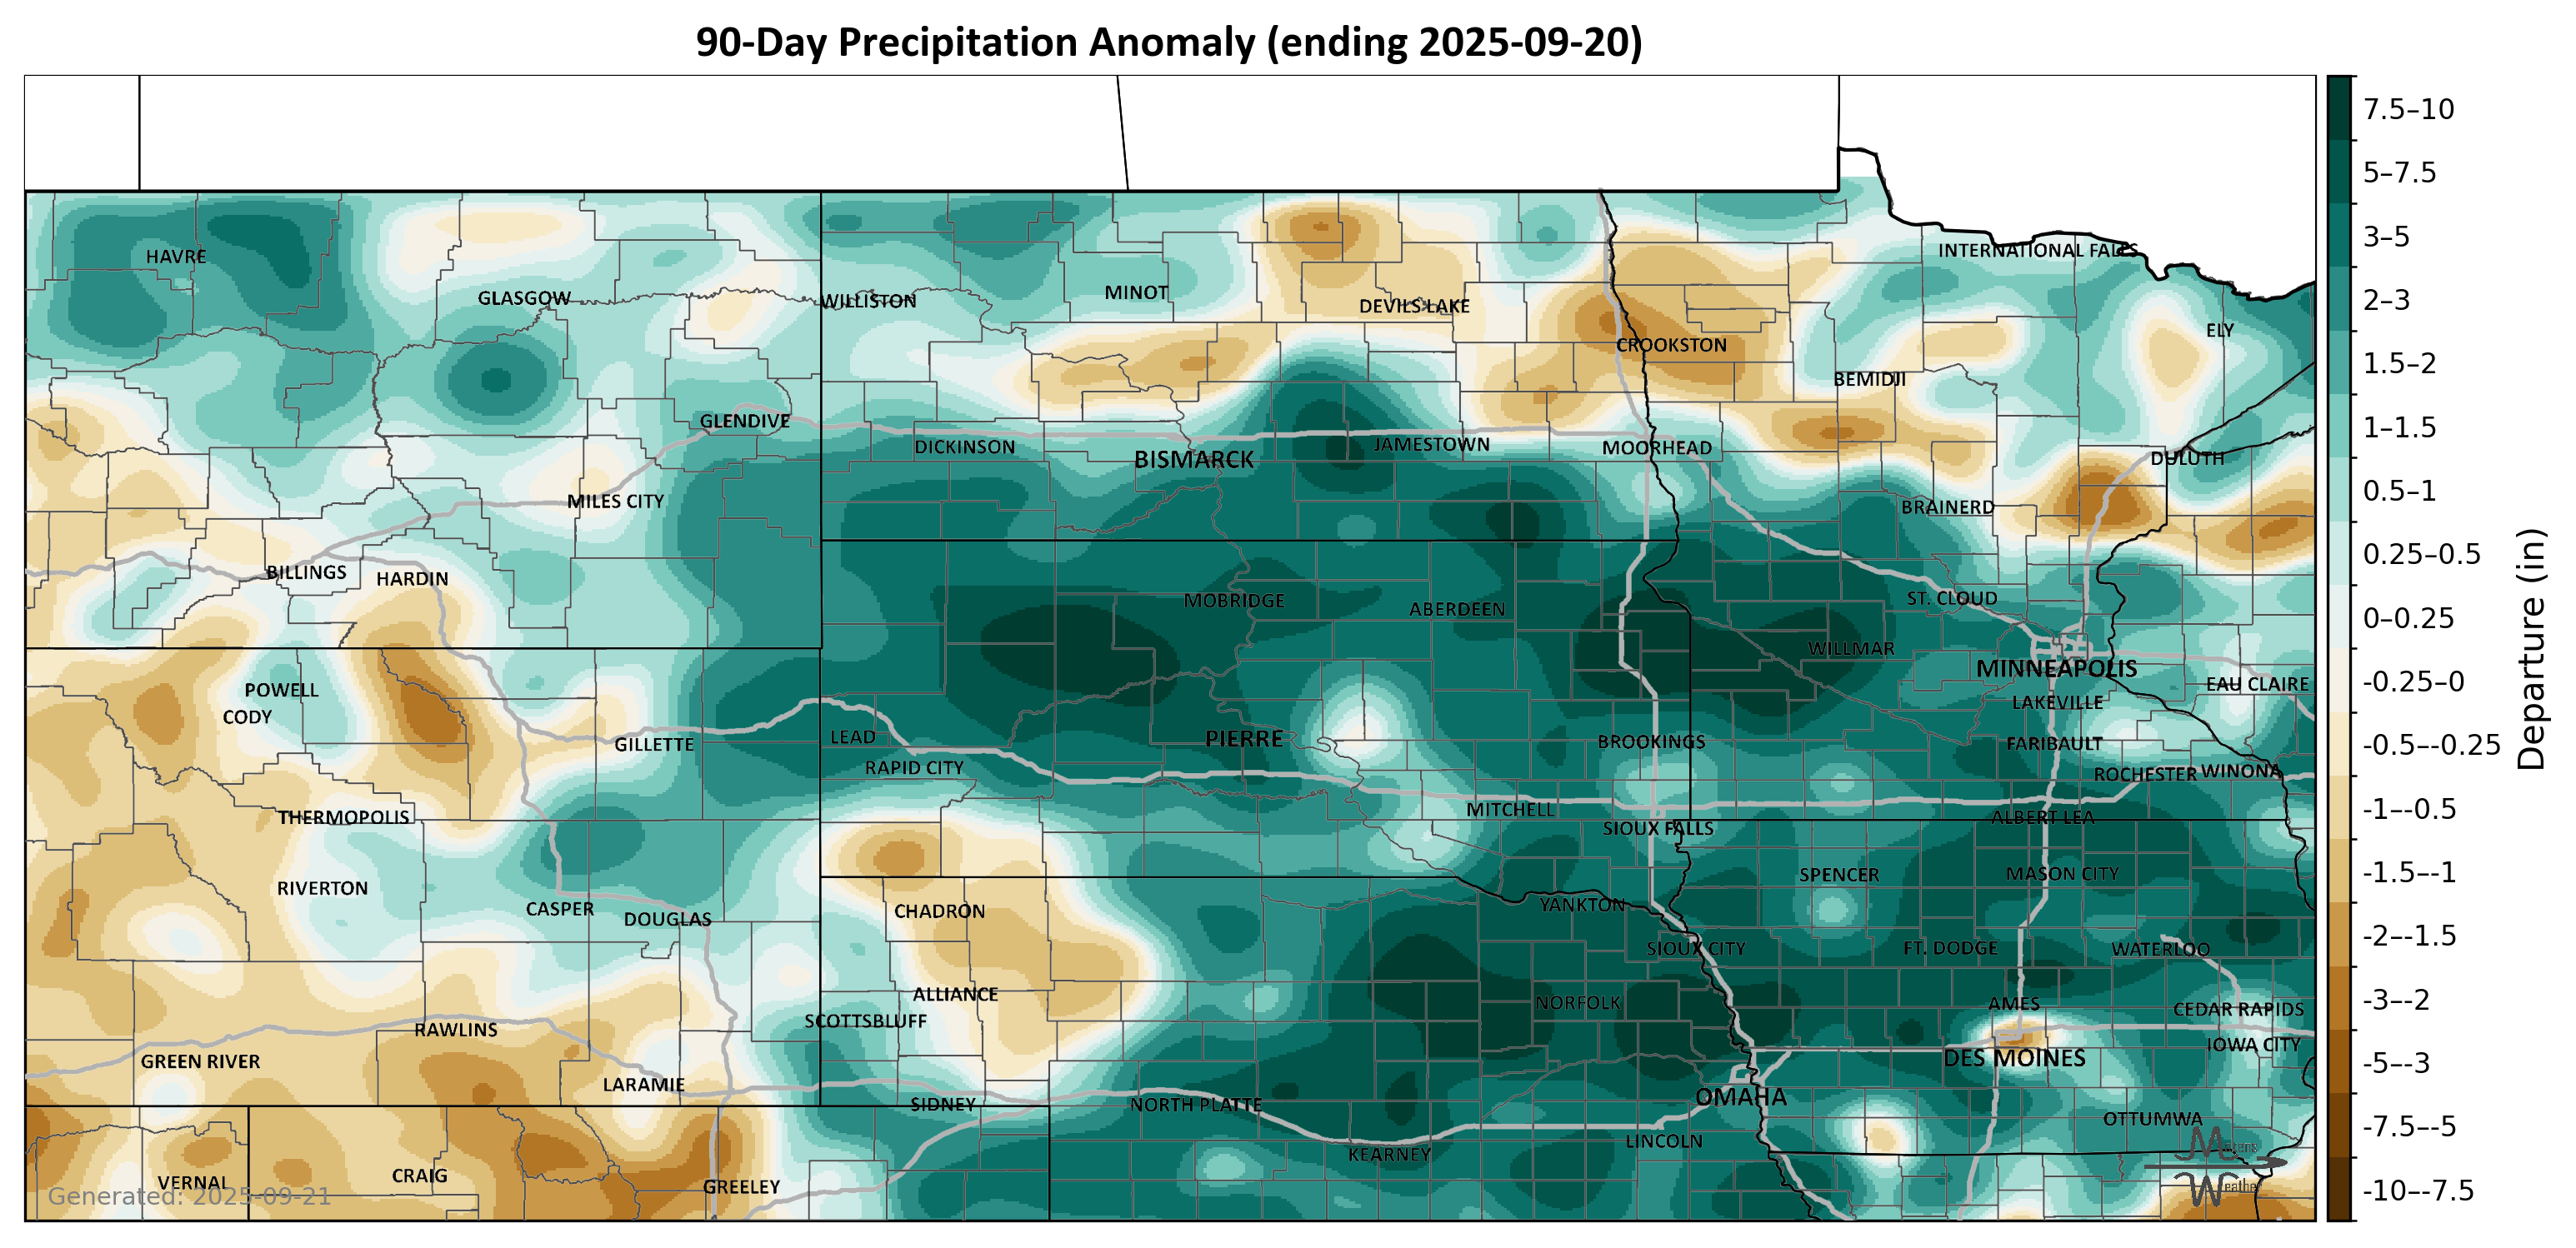 90-Day Precipitation Anomaly (ending 2025-09-20)
HAVRE
GLASGOW
WILLISTON
MINOT
DEVILS LAKE
CROOKSTON
INTERNATIONAL FALLS
ELY
BEMIDJI
GLENDIVE
DICKINSON
BISMARCK
JAMESTOWN
MOORHEAD
DULUTH
MILES CITY
BRAINERD
BILLINGS
HARDIN
MOBRIDGE
ABERDEEN
ST. CLOUD
WILLMAR
MINNEAPOLIS
EAU CLAIRE
LAKEVILLE
POWELL
CODY
GILLETTE
LEAD
PIERRE
BROOKINGS
FARIBAULT
RAPID CITY
ROCHESTER
WINONA
THERMOPOLIS
MITCHELL
SIOUX FALLS
ALBERT LEA
RIVERTON
CASPER
DOUGLAS
CHADRON
YANKTON
SPENCER
MASON CITY
SIOUX CITY
FT. DODGE
WATERLOO
ALLIANCE
SCOTTSBLUFF
NORFOLK
AMES
CEDAR RAPIDS
RAWLINS
GREEN RIVER
LARAMIE
DES MOINES
IOWA CITY
SIDNEY
NORTH PLATTE
OMAHA
OTTUMWA
KEARNEY
LINCOLN
VERNAL
CRAIG
GREELEY
Generated: 2025-09-21
Weather
7.5–10
5–7.5
3–5
2–3
1.5–2
1–1.5
0.5–1
0.25–0.5
0–0.25
-0.25–0
-0.5–-0.25
-1–-0.5
-1.5–-1
-2–-1.5
-3–-2
-5–-3
-7.5–-5
-10–-7.5
Departure (in)